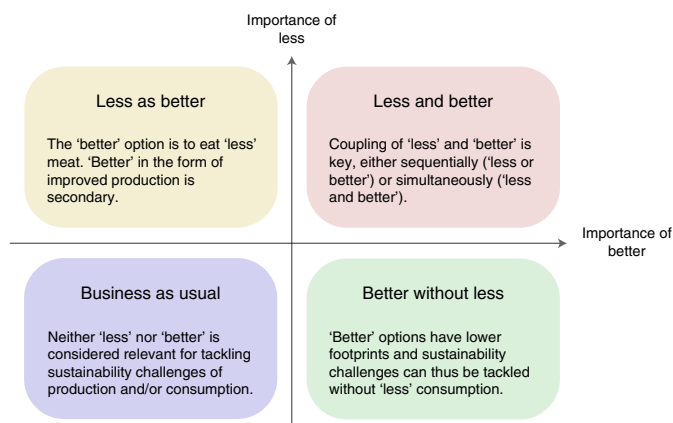 Importance of
less
Less as better
The ‘better’ option is to eat ‘less’
meat. ‘Better’ in the form of
improved production is
secondary.
Less and better
Coupling of ‘less’ and ‘better’ is
key, either sequentially (‘less or
better’) or simultaneously (‘less
and better’).
Importance of
better
Business as usual
Neither ‘less’ nor ‘better’ is
considered relevant for tackling
sustainability challenges of
production and/or consumption.
Better without less
‘Better’ options have lower
footprints and sustainability
challenges can thus be tackled
without ‘less’ consumption.